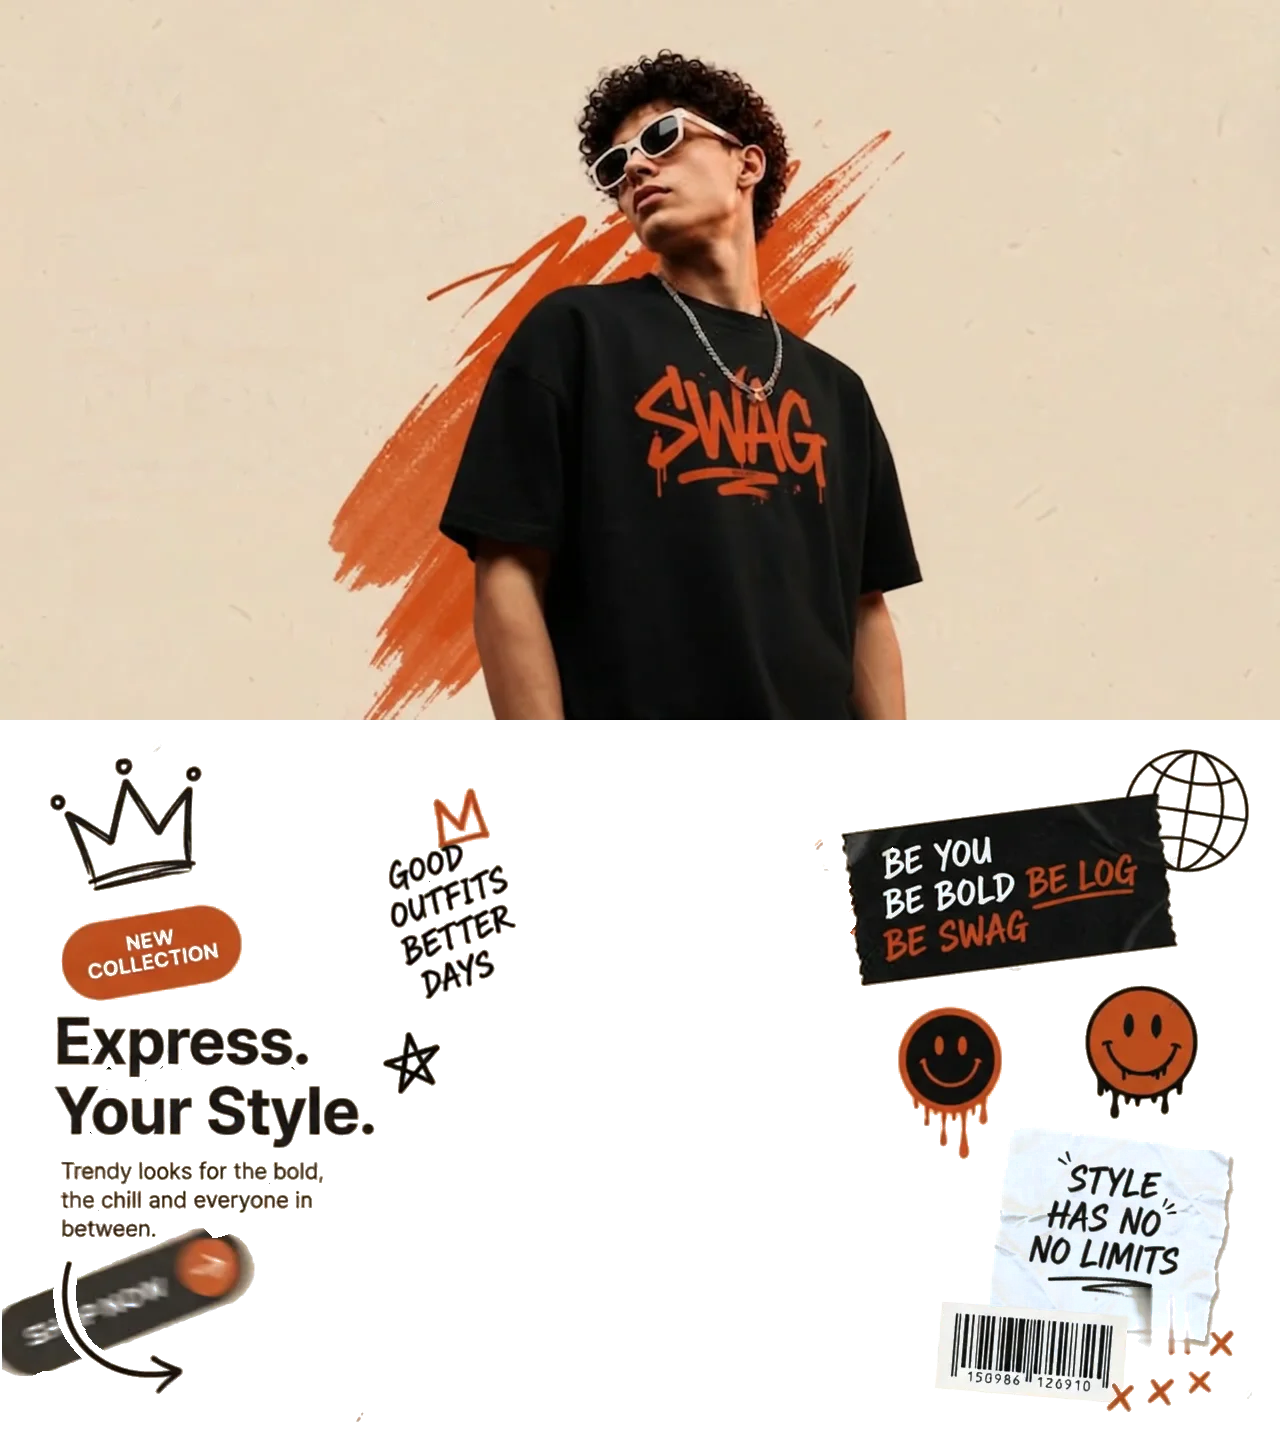 SWAG
GOOD
OUTFITS
BETTER
DAYS
BE YOU
BE BOLD BE LOG
BE SWAG
NEW
COLLECTION
Express.
Your Style.
Trendy looks for the bold,
the chill and everyone in
between.
STYLE
HAS NO
NO LIMITS
150986 126910